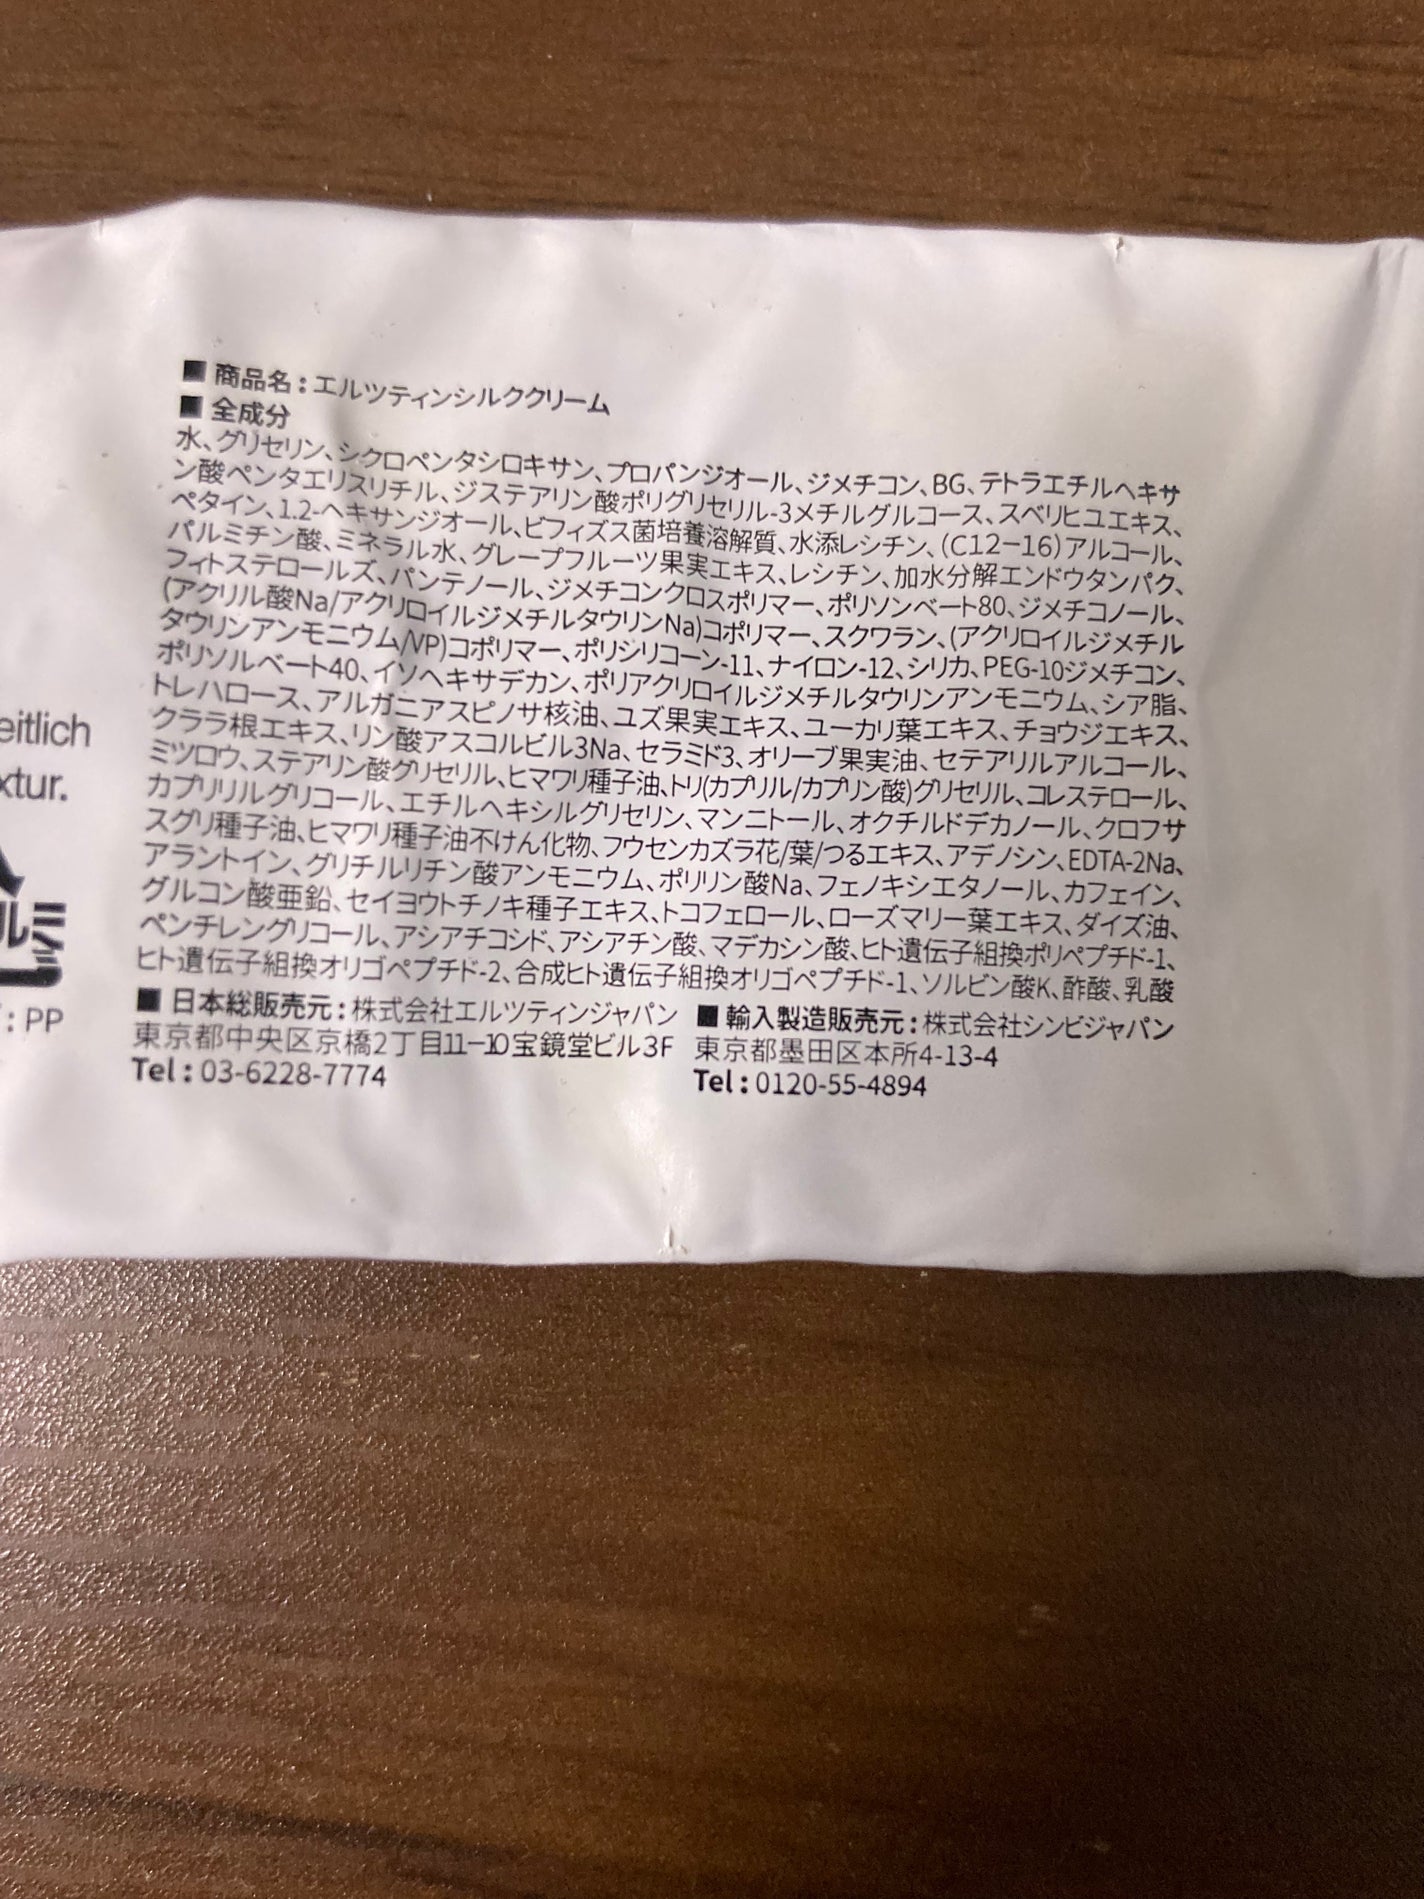 ■ 商品名：エルツティンシルククリーム
■ 全成分
水、グリセリン、シクロペンタシロキサン、プロパンジオール、ジメチコン、BG、テトラエチルヘキサ
ン酸ペンタエリスリチル、ジステアリン酸ポリグリセリル-3メチルグルコース、スベリヒユエキス、
ペタイン、1.2-ヘキサンジオール、ビフィズス菌培養溶解質、水添レシチン、(C12-16)アルコール、
パルミチン酸、ミネラル水、グレープフルーツ果実エキス、レシチン、加水分解エンドウタンパク、
フィトステロールズ、パンテノール、ジメチコンクロスポリマー、ポリソンベート80、ジメチコノール、
(アクリル酸Na/アクリロイルジメチルタウリンNa)コポリマー、スクワラン、(アクリロイルジメチル
タウリンアンモニウム/VP)コポリマー、ポリシリコーン-11、ナイロン-12、シリカ、PEG-10ジメチコン、
ポリソルベート40、イソヘキサデカン、ポリアクリロイルジメチルタウリンアンモニウム、シア脂、
トレハロース、アルガニアスピノサ核油、ユズ果実エキス、ユーカリ葉エキス、チョウジエキス、
クララ根エキス、リン酸アスコルビル3Na、セラミド3、オリーブ果実油、セテアリルアルコール、
ミツロウ、ステアリン酸グリセリル、ヒマワリ種子油、トリ(カプリル/カプリン酸)グリセリル、コレステロール、
カプリリルグリコール、エチルヘキシルグリセリン、マンニトール、オクチルドデカノール、クロフサ
スグリ種子油、ヒマワリ種子油不けん化物、フウセンカズラ花/葉/つるエキス、アデノシン、EDTA-2Na、
アラントイン、グリチルリチン酸アンモニウム、ポリリン酸Na、フェノキシエタノール、カフェイン、
グルコン酸亜鉛、セイヨウトチノキ種子エキス、トコフェロール、ローズマリー葉エキス、ダイズ油、
ペンチレングリコール、アシアチコシド、アシアチン酸、マデカシン酸、ヒト遺伝子組換ポリペプチド-1、
ヒト遺伝子組換オリゴペプチド-2、合成ヒト遺伝子組換オリゴペプチド-1、ソルビン酸K、酢酸、乳酸
■ 日本総販売元：株式会社エルツティンジャパン
東京都中央区京橋2丁目11-10宝鏡堂ビル3F
Tel：03-6228-7774
■ 輸入製造販売元：株式会社シンビジャパン
東京都墨田区本所4-13-4
Tel：0120-55-4894
eitlich
xtur.
: PP